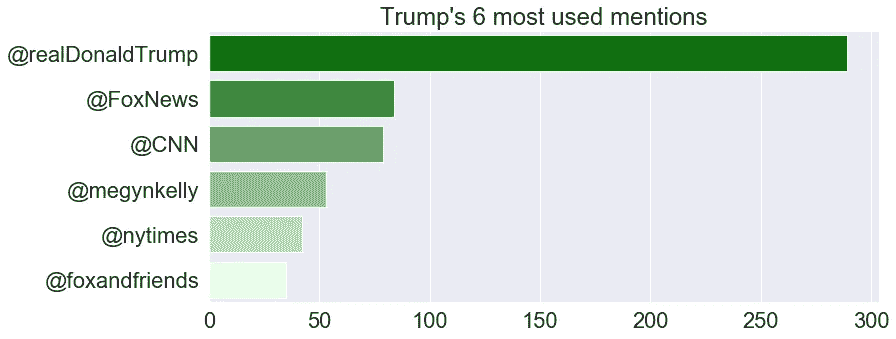 Trump's 6 most used mentions
@realDonaldTrump
@FoxNews
@CNN
@megynkelly
@nytimes
@foxandfriends
0 50 100 150 200 250 300